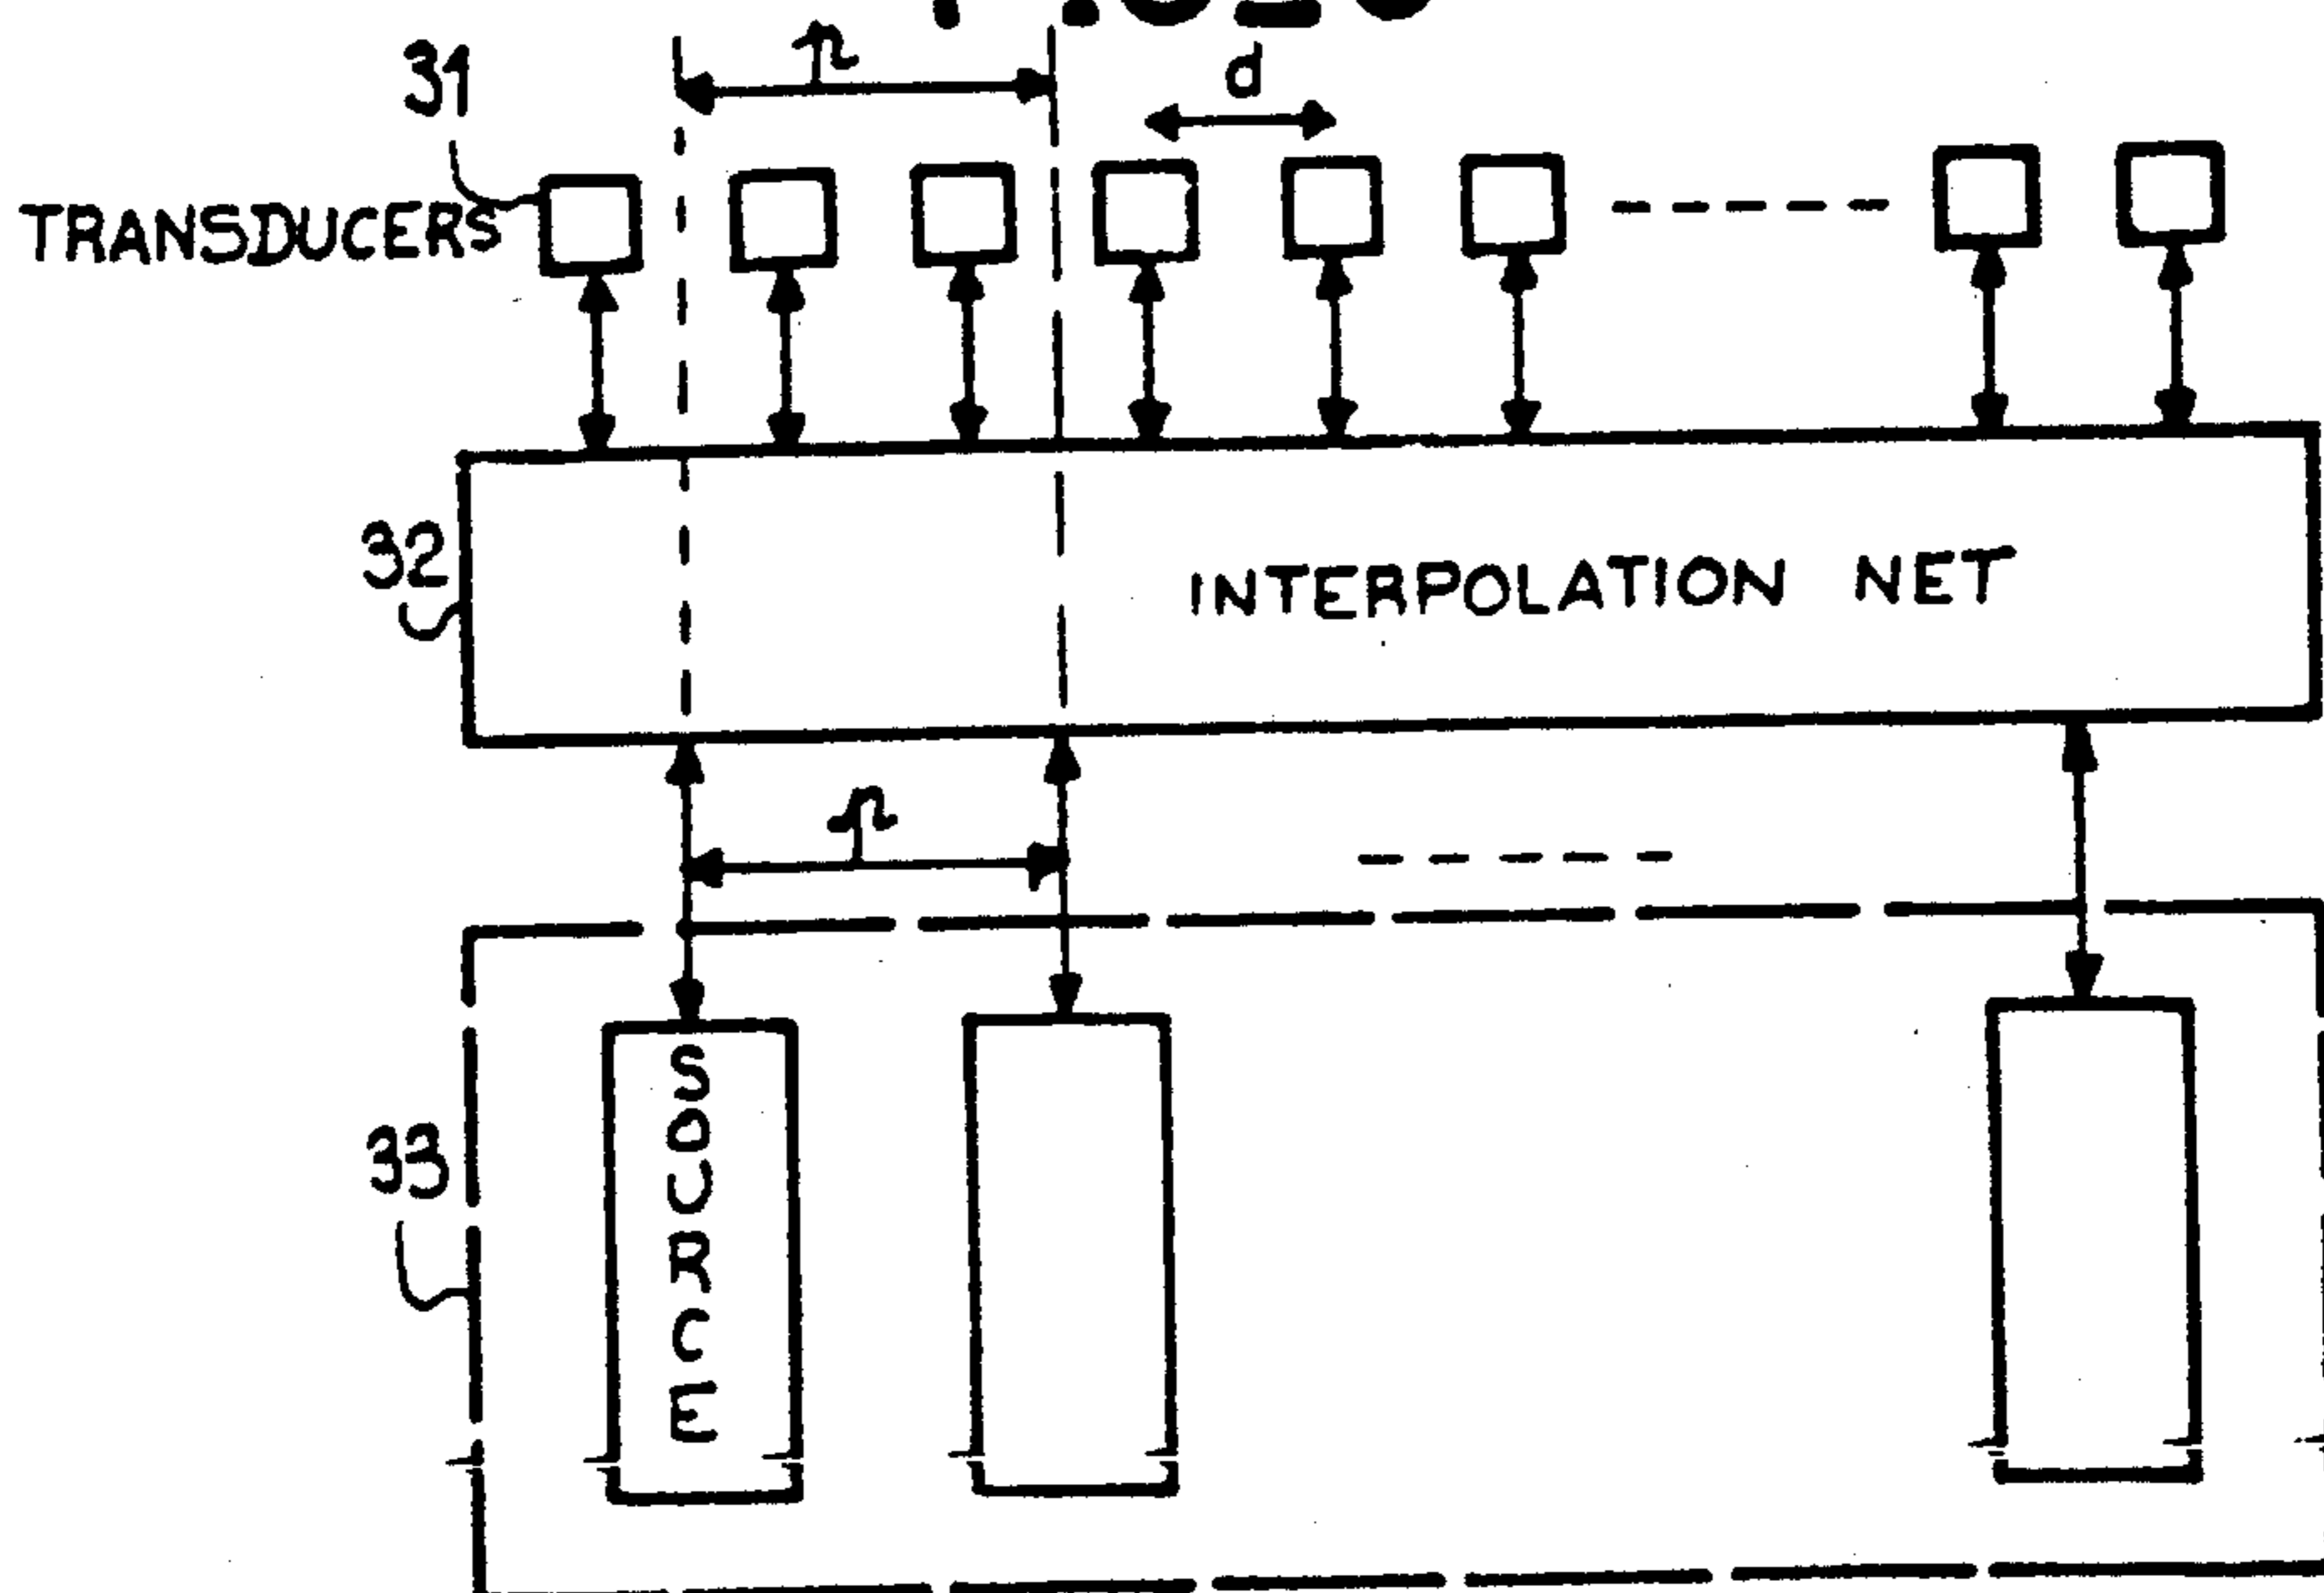 31
d
TRANSDUCERS
32
INTERPOLATION NET
33
SOURCE